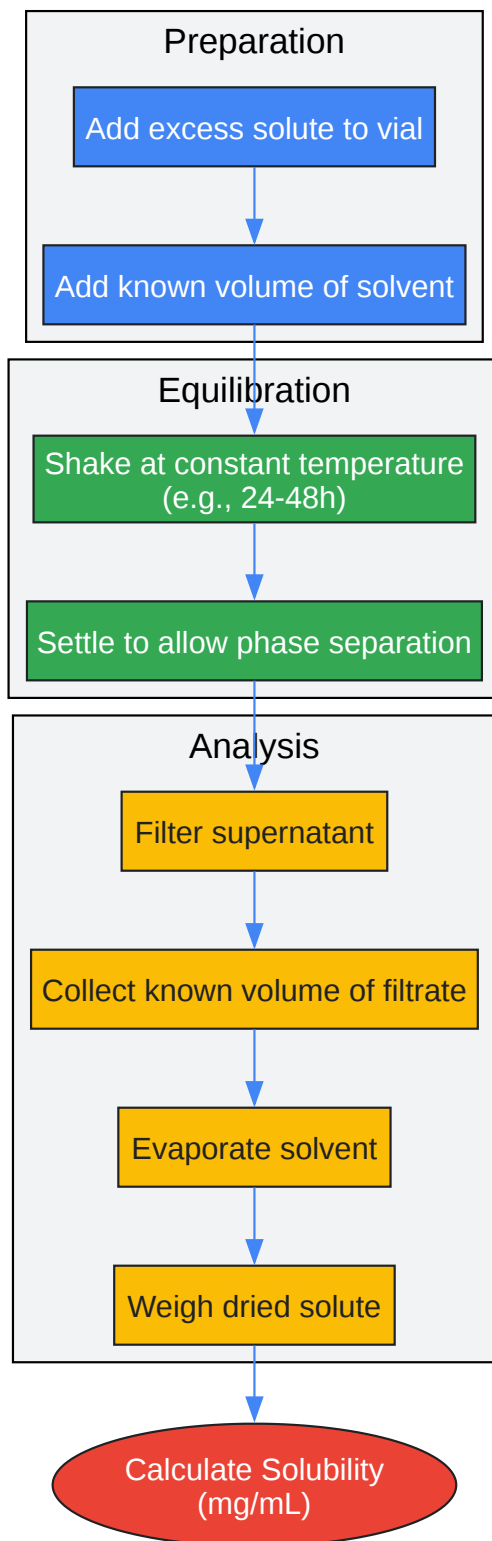 Preparation
Add excess solute to vial
Add known volume of solvent
Equilibration
Shake at constant temperature
(e.g., 24-48h)
Settle to allow phase separation
Analysis
Filter supernatant
Collect known volume of filtrate
Evaporate solvent
Weigh dried solute
Calculate Solubility
(mg/mL)